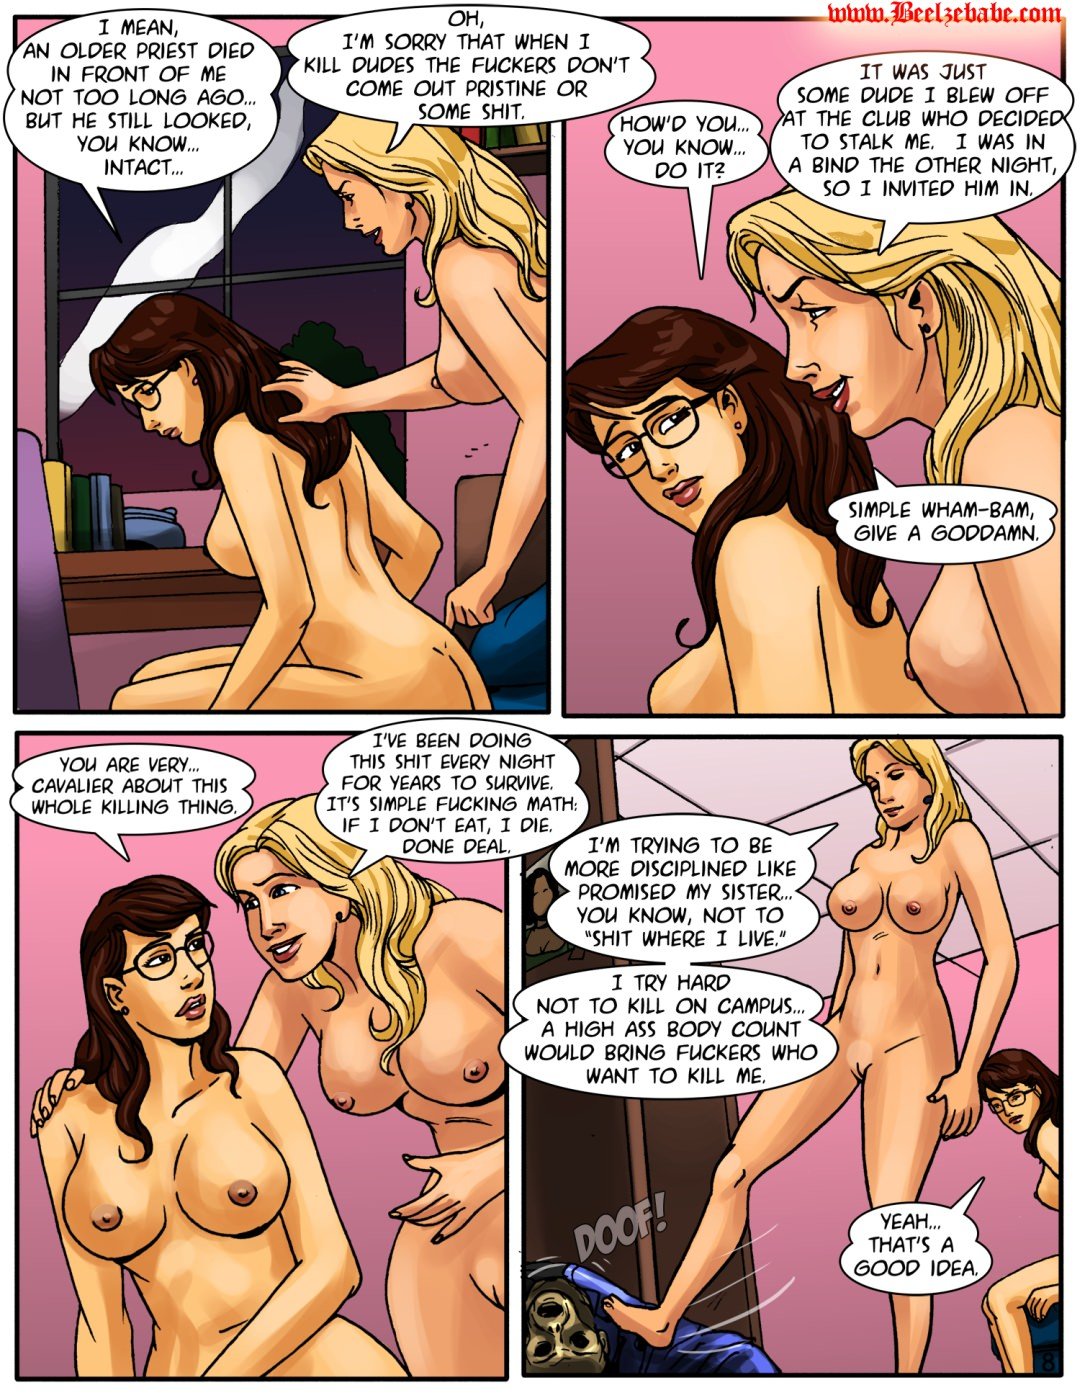 www.Beelzebabe.com
I MEAN,
AN OLDER PRIEST DIED
IN FRONT OF ME
NOT TOO LONG AGO...
BUT HE STILL LOOKED,
YOU KNOW...
INTACT...
OH,
I'M SORRY THAT WHEN I
KILL DUDES THE FUCKERS DON'T
COME OUT PRISTINE OR
SOME SHIT.
HOW'D YOU...
YOU KNOW...
DO IT?
IT WAS JUST
SOME DUDE I BLEW OFF
AT THE CLUB WHO DECIDED
TO STALK ME. I WAS IN
A BIND THE OTHER NIGHT,
SO I INVITED HIM IN.
SIMPLE WHAM-BAM,
GIVE A GODDAMN.
YOU ARE VERY...
CAVALIER ABOUT THIS
WHOLE KILLING THING.
I'VE BEEN DOING
THIS SHIT EVERY NIGHT
FOR YEARS TO SURVIVE.
IT'S SIMPLE FUCKING MATH:
IF I DON'T EAT, I DIE.
DONE DEAL.
I'M TRYING TO BE
MORE DISCIPLINED LIKE
PROMISED MY SISTER...
YOU KNOW, NOT TO
"SHIT WHERE I LIVE."
I TRY HARD
NOT TO KILL ON CAMPUS...
A HIGH ASS BODY COUNT
WOULD BRING FUCKERS WHO
WANT TO KILL ME.
DOOF!
YEAH...
THAT'S A
GOOD IDEA.
8